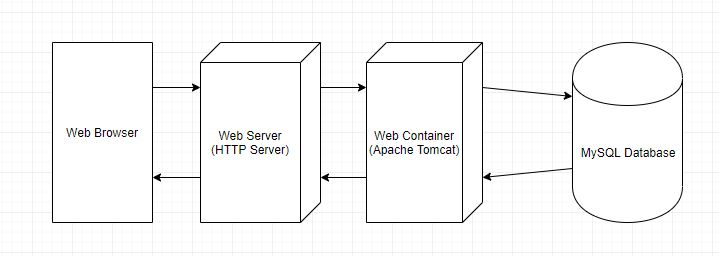 Web Browser
Web Server
(HTTP Server)
Web Container
(Apache Tomcat)
MySQL Database